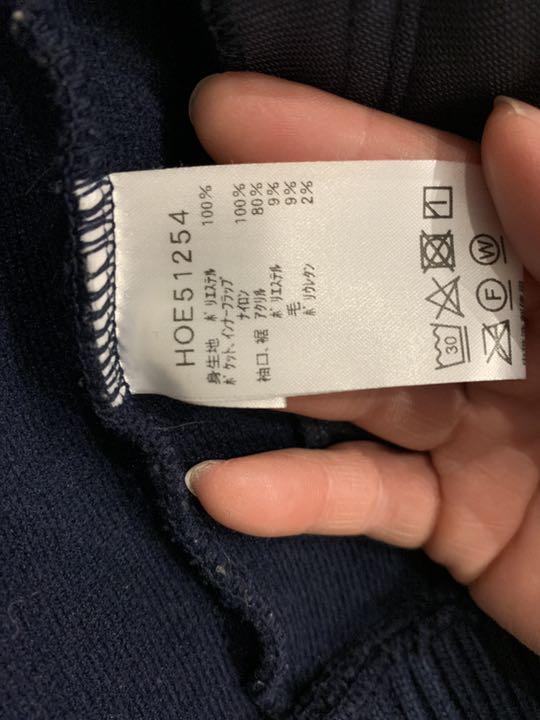 HOE51254
身生地 ポリエステル 100%
ポケット、インナーフラップ
ナイロン 100%
袖口、裾 アクリル 80%
ポリエステル 9%
毛 9%
ポリウレタン 2%
30
F W